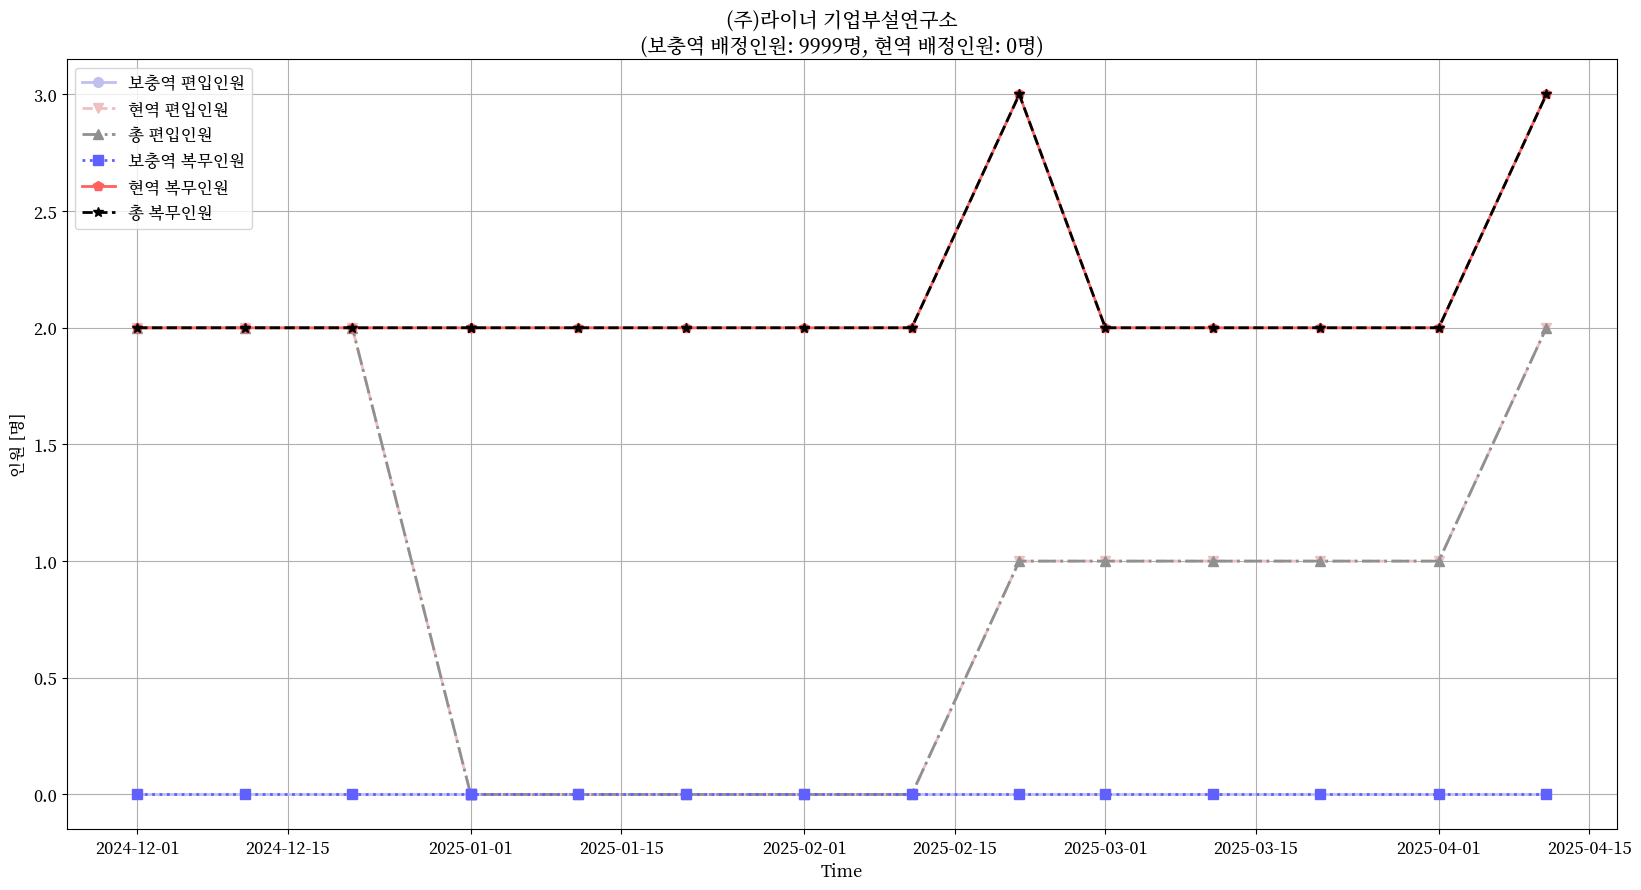 (주)라이너 기업부설연구소
(보충역 배정인원: 9999명, 현역 배정인원: 0명)
보충역 편입인원
현역 편입인원
총 편입인원
보충역 복무인원
현역 복무인원
총 복무인원
인원 [명]
3.0
2.5
2.0
1.5
1.0
0.5
0.0
2024-12-01 2024-12-15 2025-01-01 2025-01-15 2025-02-01 2025-02-15 2025-03-01 2025-03-15 2025-04-01 2025-04-15
Time